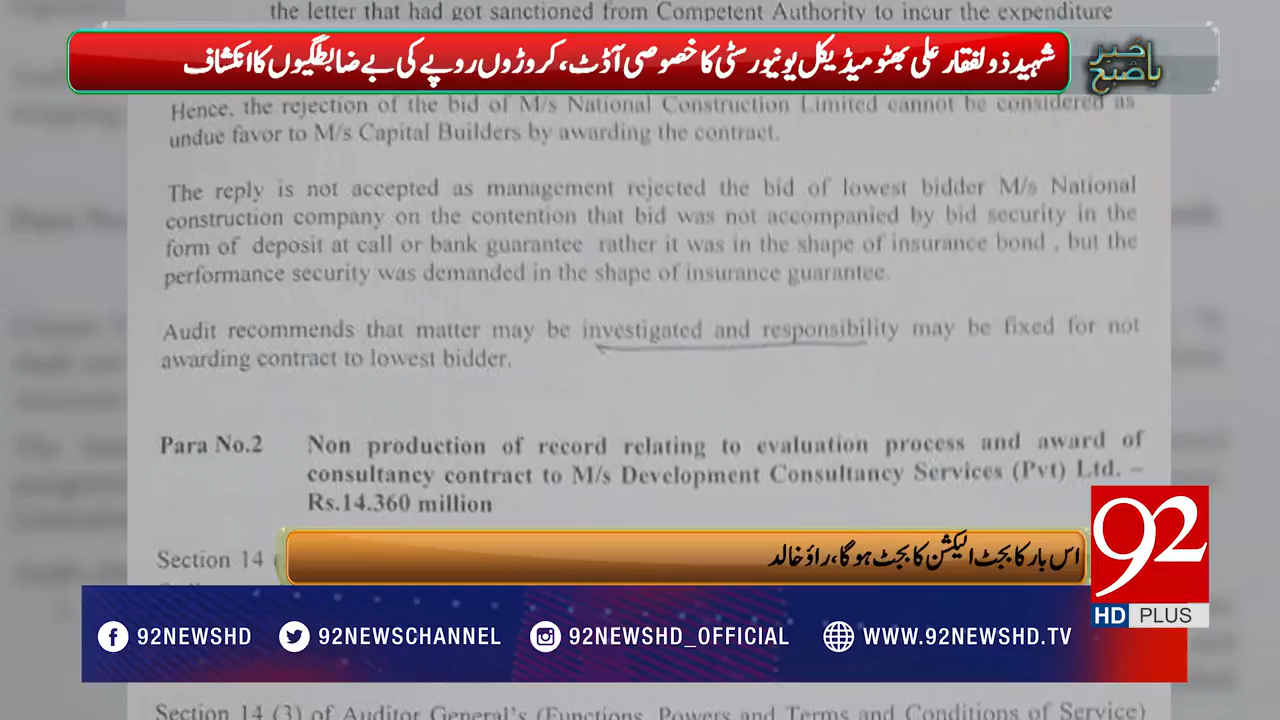 the letter that had got sanctioned from Competent Authority to incur the expenditure
شہید ذوالفقار علی بھٹو میڈیکل یونیورسٹی کا خصوصی آڈٹ، کروڑوں روپے کی بے ضابطگیوں کا انکشاف
خبر
باضبح
Hence, the rejection of the bid of M/s National Construction Limited cannot be considered as
undue favor to M/s Capital Builders by awarding the contract.
The reply is not accepted as management rejected the bid of lowest bidder M/s National
construction company on the contention that bid was not accompanied by bid security in the
form of deposit at call or bank guarantee rather it was in the shape of insurance bond , but the
performance security was demanded in the shape of insurance guarantee.
Audit recommends that matter may be investigated and responsibility may be fixed for not
awarding contract to lowest bidder.
Para No.2 Non production of record relating to evaluation process and award of
consultancy contract to M/s Development Consultancy Services (Pvt) Ltd. –
Rs.14.360 million
Section 14
اس بار کا بجٹ الیکشن کا بجٹ ہوگا، راؤ خالد
92
HD PLUS
92NEWSHD 92NEWSCHANNEL 92NEWSHD_OFFICIAL WWW.92NEWSHD.TV
Section 14 (3) of Auditor General's (Functions, Powers and Terms and Conditions of Service)